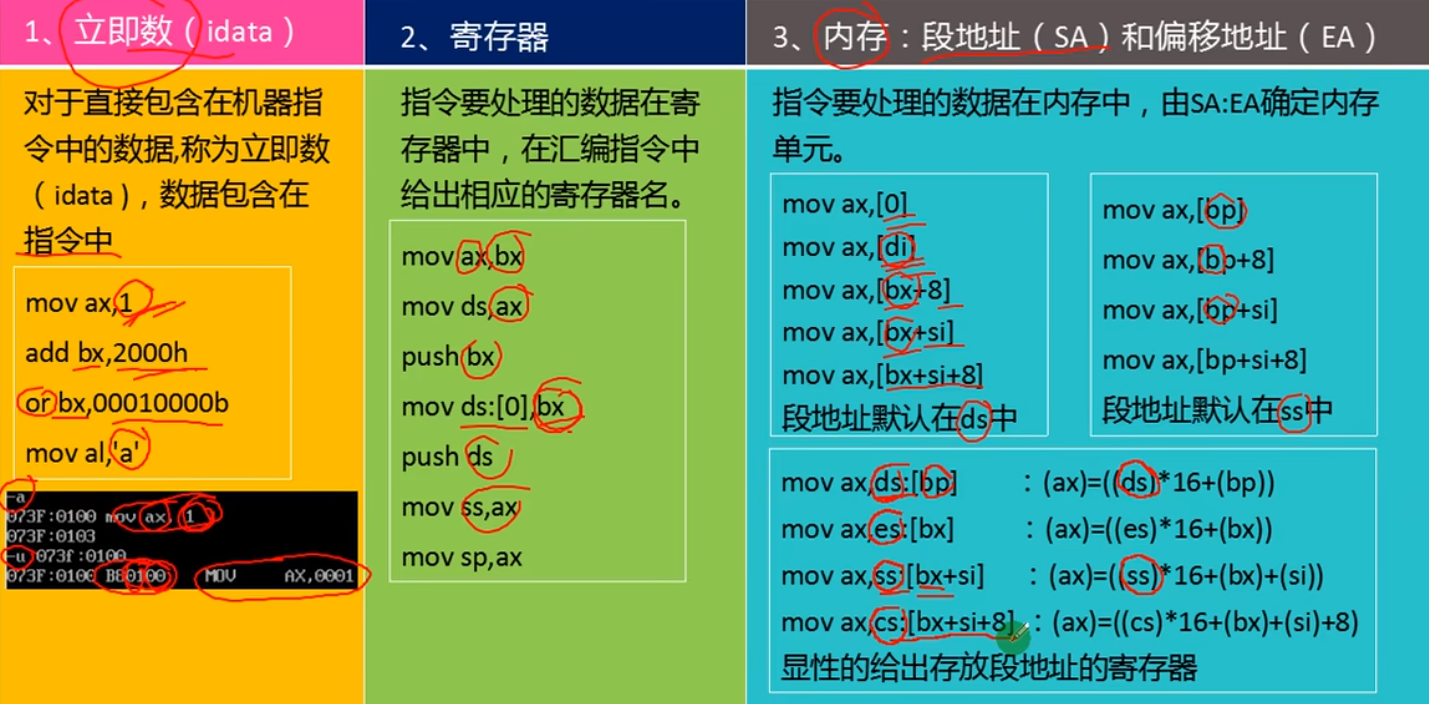 1、立即数（idata）
对于直接包含在机器指
令中的数据,称为立即数
（idata)，数据包含在
指令中
mov ax,1
add bx,2000h
or bx,00010000b
mov al,'a'
-a
073F:0100 mov ax,1
073F:0103
-u 073f:0100
073F:0100 B80100 MOV AX,0001
2、寄存器
指令要处理的数据在寄
存器中，在汇编指令中
给出相应的寄存器名。
mov ax,bx
mov ds,ax
push bx
mov ds:[0],bx
push ds
mov ss,ax
mov sp,ax
3、内存：段地址（SA）和偏移地址（EA）
指令要处理的数据在内存中，由SA:EA确定内存
单元。
mov ax,[0]
mov ax,[di]
mov ax,[bx+8]
mov ax,[bx+si]
mov ax,[bx+si+8]
段地址默认在ds中
mov ax,[bp]
mov ax,[bp+8]
mov ax,[bp+si]
mov ax,[bp+si+8]
段地址默认在ss中
mov ax,ds:[bp] ：(ax)=((ds)*16+(bp))
mov ax,es:[bx] ：(ax)=((es)*16+(bx))
mov ax,ss:[bx+si] ：(ax)=((ss)*16+(bx)+(si))
mov ax,cs:[bx+si+8] ：(ax)=((cs)*16+(bx)+(si)+8)
显性的给出存放段地址的寄存器